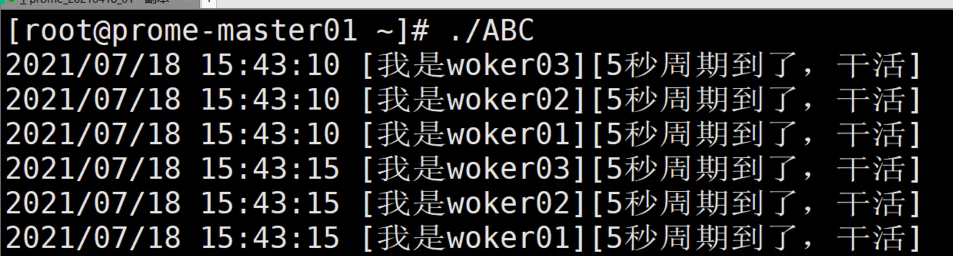 [root@prome-master01 ~]# ./ABC
2021/07/18 15:43:10 [我是woker03][5秒周期到了，干活]
2021/07/18 15:43:10 [我是woker02][5秒周期到了，干活]
2021/07/18 15:43:10 [我是woker01][5秒周期到了，干活]
2021/07/18 15:43:15 [我是woker03][5秒周期到了，干活]
2021/07/18 15:43:15 [我是woker02][5秒周期到了，干活]
2021/07/18 15:43:15 [我是woker01][5秒周期到了，干活]